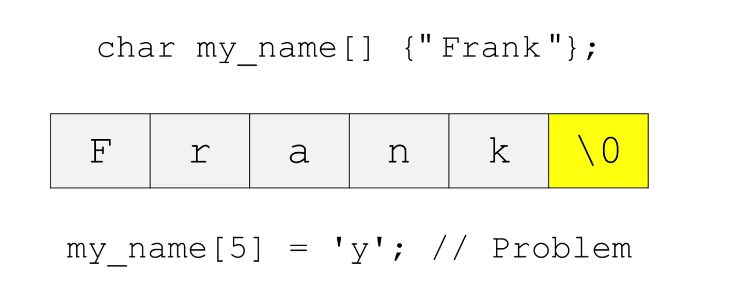 char my_name[] {"Frank"};
F r a n k \0
my_name[5] = 'y'; // Problem